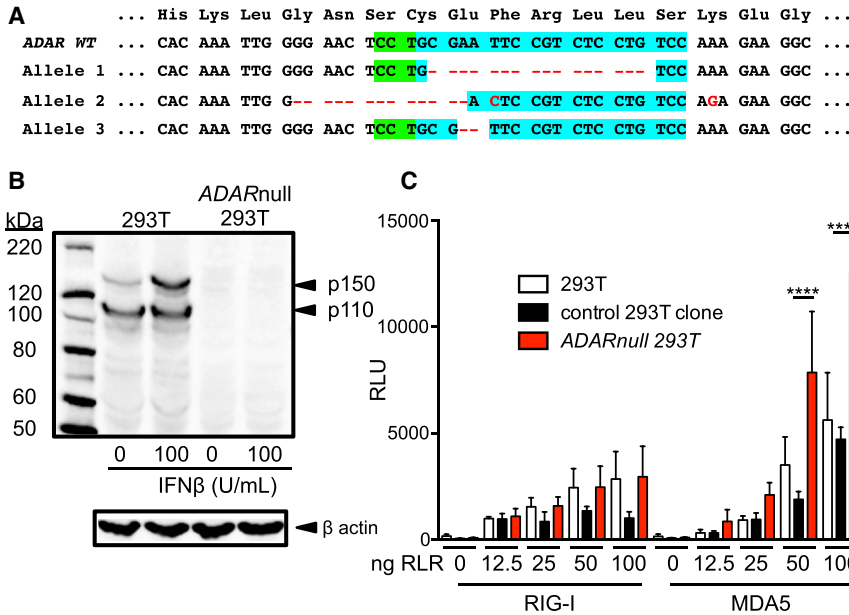 A
... His Lys Leu Gly Asn Ser Cys Glu Phe Arg Leu Leu Ser Lys Glu Gly ...
ADAR WT ... CAC AAA TTG GGG AAC TCC TGC GAA TTC CGT CTC CTG TCC AAA GAA GGC ...
Allele 1 ... CAC AAA TTG GGG AAC TCC TG- --- --- --- --- --- TCC AAA GAA GGC ...
Allele 2 ... CAC AAA TTG G-- --- --- --- --A CTC CGT CTC CTG TCC AGA GAA GGC ...
Allele 3 ... CAC AAA TTG GGG AAC TCC TGC G-- TTC CGT CTC CTG TCC AAA GAA GGC ...
B
kDa
293T
ADARnull
293T
220
120
100
80
60
50
p150
p110
0 100 0 100
IFNβ (U/mL)
β actin
C
15000
10000
5000
0
RLU
293T
control 293T clone
ADARnull 293T
****
***
ng RLR 0 12.5 25 50 100 0 12.5 25 50 100
RIG-I MDA5